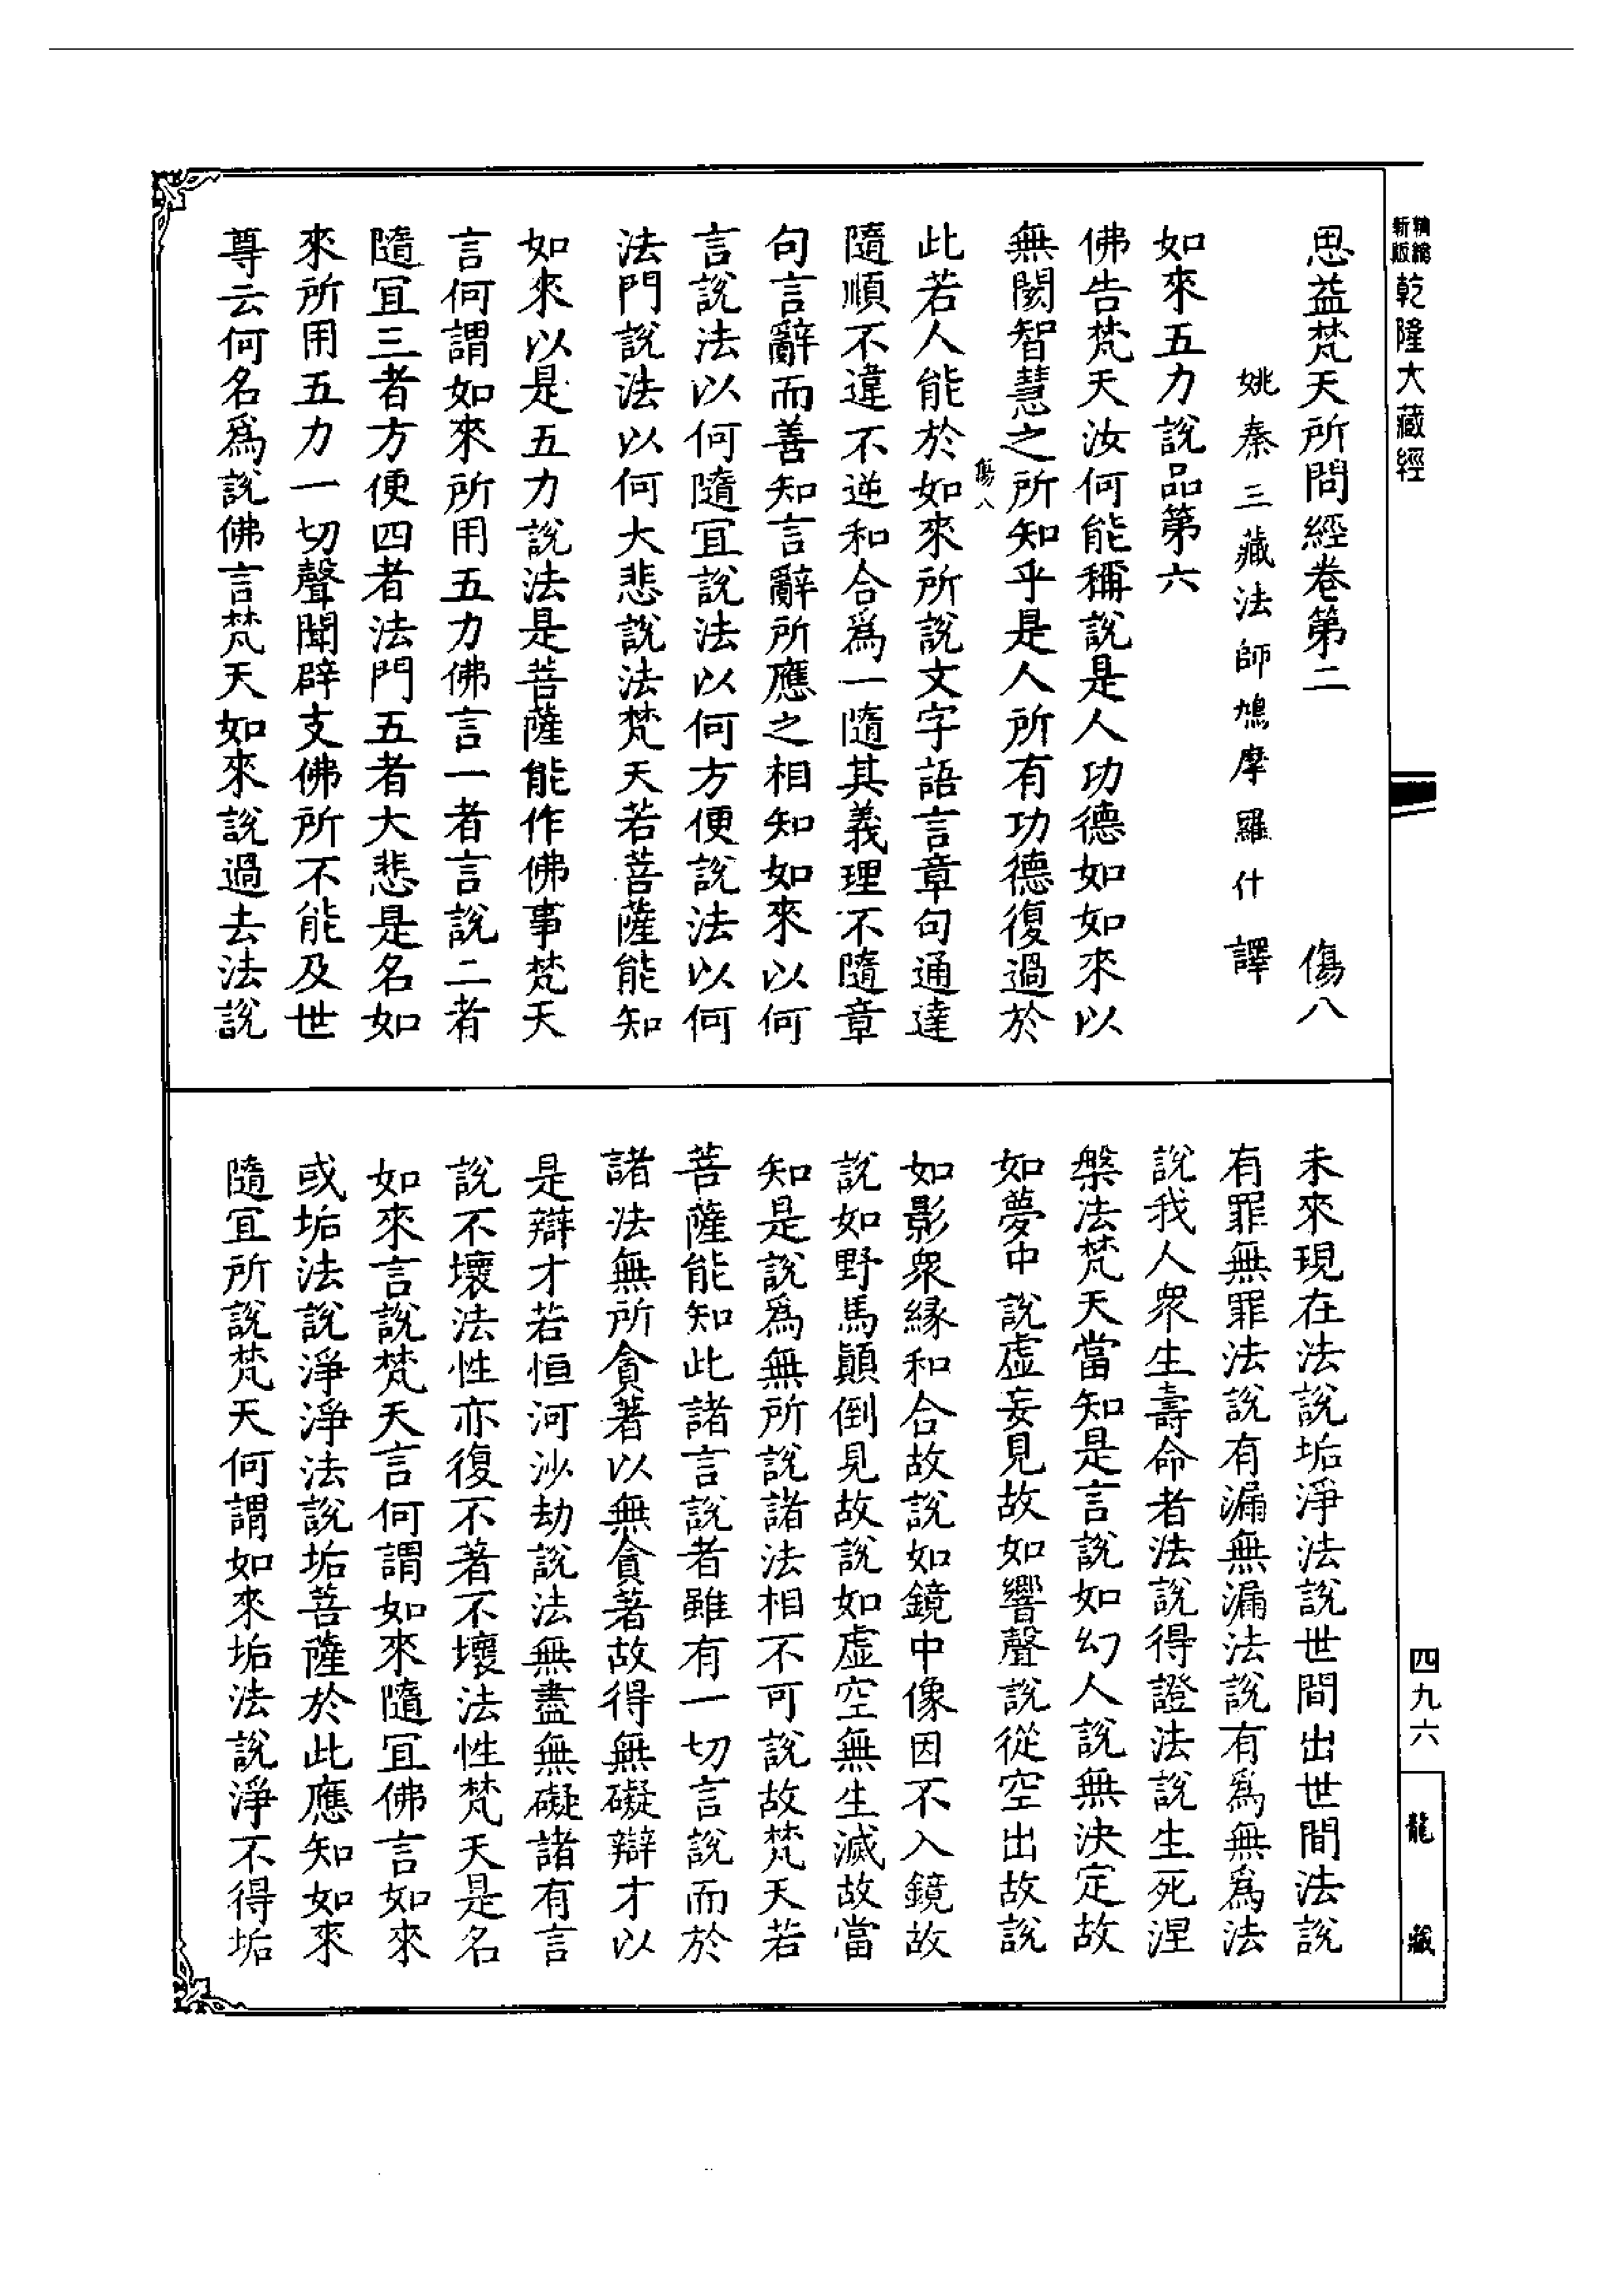 新版
精縮
乾隆大藏經
思益梵天所問經卷第二 傷八
姚秦三藏法師鳩摩羅什 譯
如來五力說品第六
佛告梵天汝何能稱說是人功德如如來以
無閡智慧之所知乎是人所有功德復過於
傷八
此若人能於如來所說文字語言章句通達
隨順不違不逆和合爲一隨其義理不隨章
句言辭而善知言辭所應之相知如來以何
言說法以何隨宜說法以何方便說法以何
法門說法以何大悲說法梵天若菩薩能知
如來以是五力說法是菩薩能作佛事梵天
言何謂如來所用五力佛言一者言說二者
隨宜三者方便四者法門五者大悲是名如
來所用五力一切聲聞辟支佛所不能及世
尊云何名爲說佛言梵天如來說過去法說
未來現在法說垢淨法說世間出世間法說
有罪無罪法說有漏無漏法說有爲無爲法
說我人眾生壽命者法說得證法說生死涅
槃法梵天當知是言說如幻人說無決定故
如夢中說虛妄見故如響聲說從空出故說
如影衆緣和合故說如鏡中像因不入鏡故
說如野馬顛倒見故說如虛空無生滅故當
知是說爲無所說諸法相不可說故梵天若
菩薩能知此諸言說者雖有一切言說而於
諸法無所貪著以無貪著故得無礙辯才以
是辯才若恒河沙劫說法無盡無礙諸有言
說不壞法性亦復不著不壞法性梵天是名
如來言說梵天言何謂如來隨宜佛言如來
或垢法說淨淨法說垢菩薩於此應知如來
隨宜所說梵天何謂如來垢法說淨不得垢
四九六
龍藏